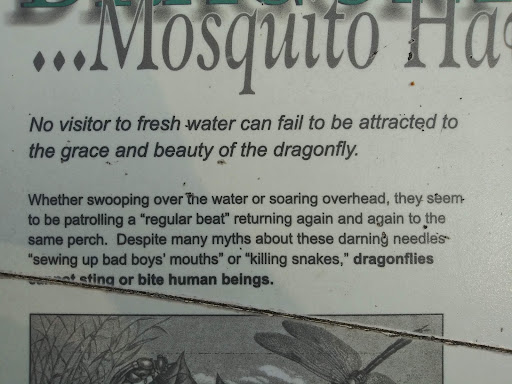 ...Mosquito Ha
No visitor to fresh water can fail to be attracted to
the grace and beauty of the dragonfly.
Whether swooping over the water or soaring overhead, they seem
to be patrolling a “regular beat” returning again and again to the
same perch. Despite many myths about these darning needles
“sewing up bad boys’ mouths” or “killing snakes,” dragonflies
cannot sting or bite human beings.